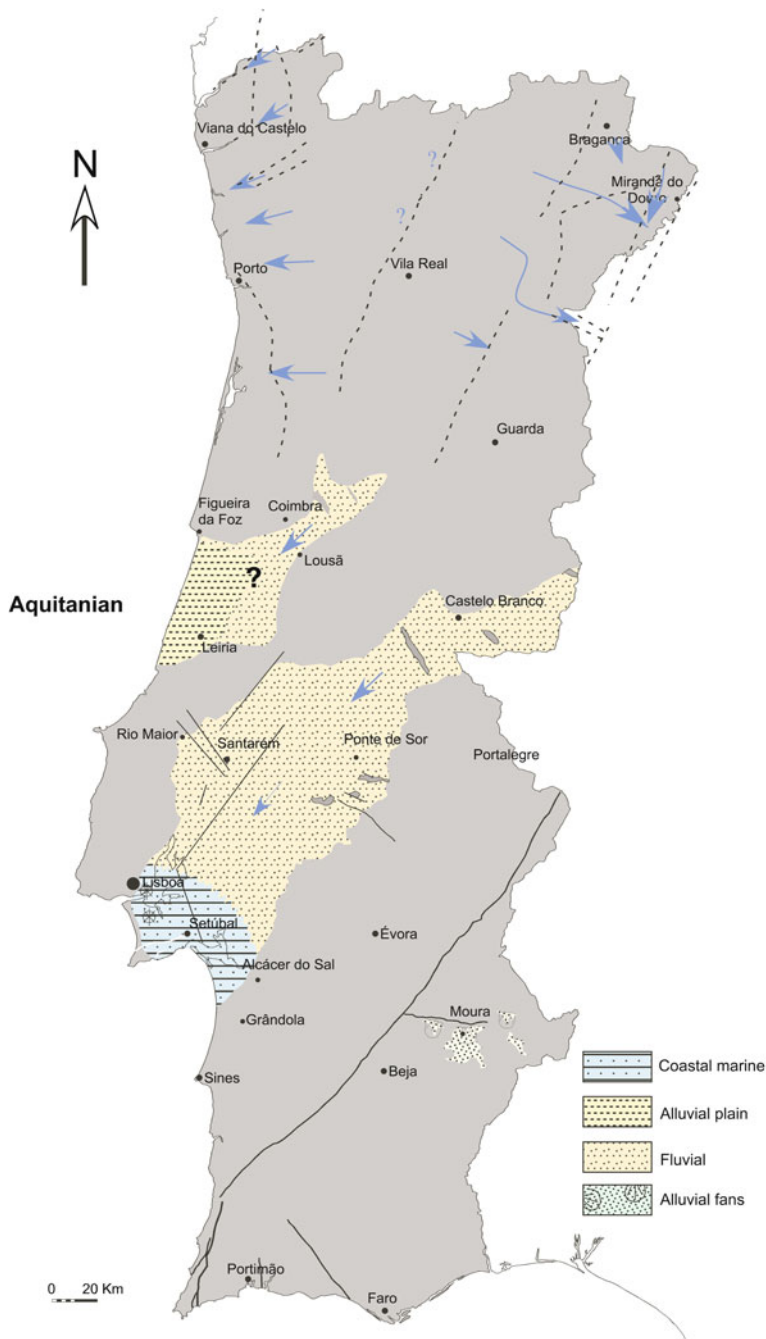 N
Viana do Castelo
Bragança
Miranda do
Douro
?
?
Porto
Vila Real
Guarda
Figueira
da Foz
Coimbra
Lousã
?
Aquitanian
Castelo Branco
Leiria
Rio Maior
Santarém
Ponte de Sor
Portalegre
Lisboa
Setúbal
Évora
Alcácer do Sal
Grândola
Moura
Sines
Beja
Coastal marine
Alluvial plain
Fluvial
Alluvial fans
Portimão
Faro
0 20 Km